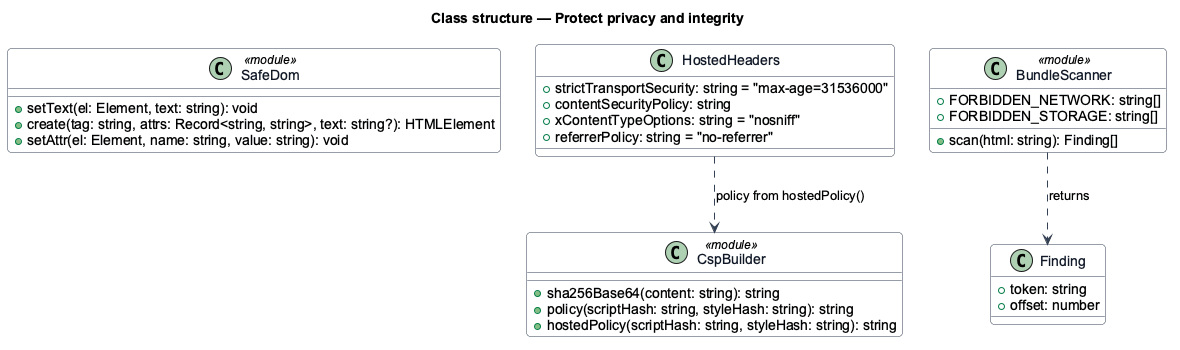 Class structure — Protect privacy and integrity
C
«module»
SafeDom
setText(el: Element, text: string): void
create(tag: string, attrs: Record<string, string>, text: string?): HTMLElement
setAttr(el: Element, name: string, value: string): void
C
HostedHeaders
strictTransportSecurity: string = "max-age=31536000"
contentSecurityPolicy: string
xContentTypeOptions: string = "nosniff"
referrerPolicy: string = "no-referrer"
C
«module»
BundleScanner
FORBIDDEN_NETWORK: string[]
FORBIDDEN_STORAGE: string[]
scan(html: string): Finding[]
policy from hostedPolicy()
returns
C
«module»
CspBuilder
sha256Base64(content: string): string
policy(scriptHash: string, styleHash: string): string
hostedPolicy(scriptHash: string, styleHash: string): string
C
Finding
token: string
offset: number